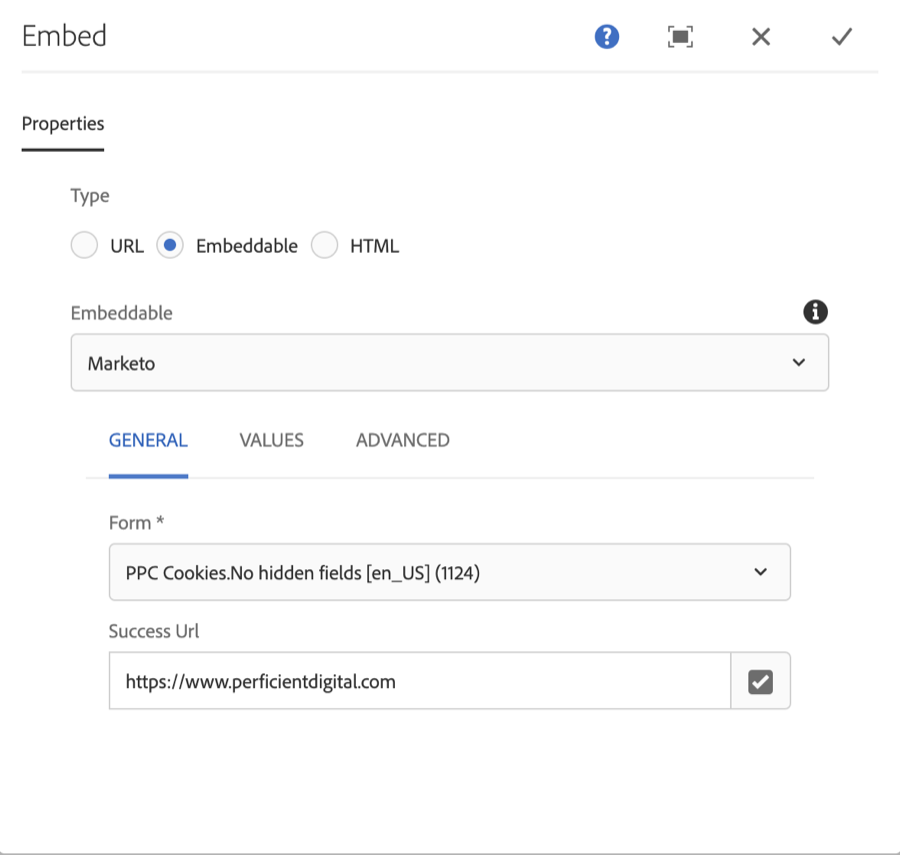 Embed
Properties
Type
URL Embeddable HTML
Embeddable
Marketo
GENERAL VALUES ADVANCED
Form *
PPC Cookies.No hidden fields [en_US] (1124)
Success Url
https://www.perficientdigital.com